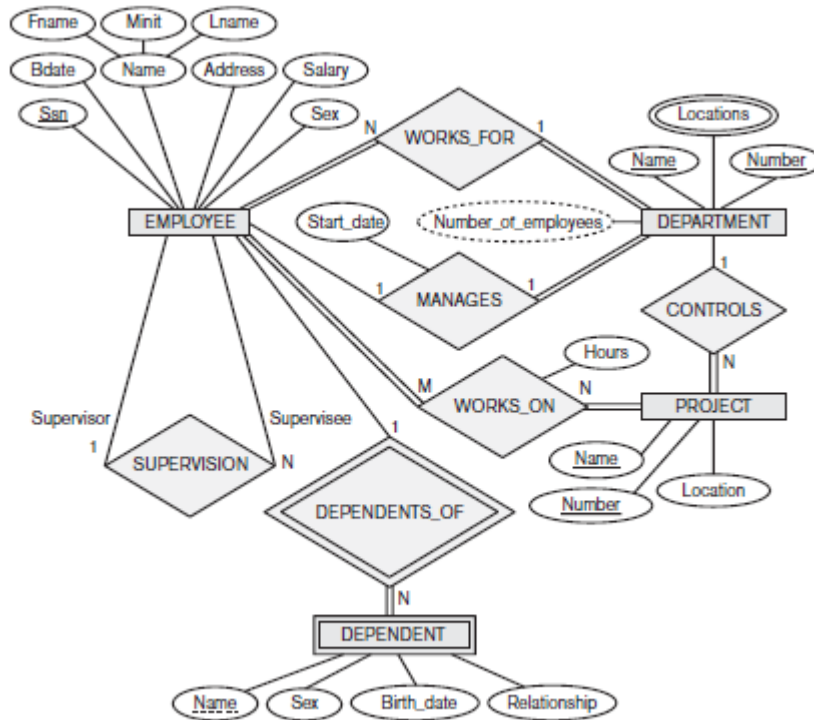 Fname Minit Lname
Bdate Name Address Salary
Ssn Sex
N WORKS_FOR 1
Locations
Name Number
EMPLOYEE Start_date Number_of_employees DEPARTMENT
1 MANAGES 1
1
CONTROLS
N
Hours
M WORKS_ON N PROJECT
Supervisor Supervisee
1 SUPERVISION N
1
Name
Number Location
DEPENDENTS_OF
N
DEPENDENT
Name Sex Birth_date Relationship